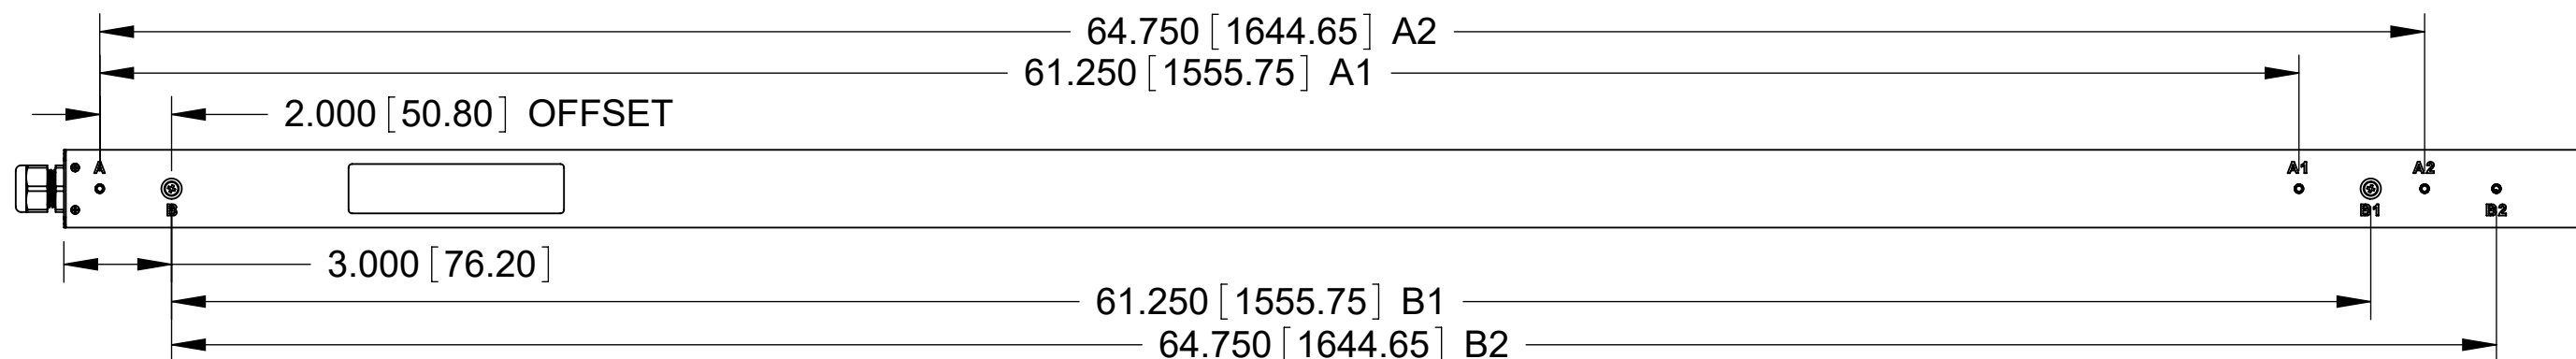 64.750 [1644.65] A2
61.250 [1555.75] A1
2.000 [50.80] OFFSET
A A1 A2
B B1 B2
3.000 [76.20]
61.250 [1555.75] B1
64.750 [1644.65] B2